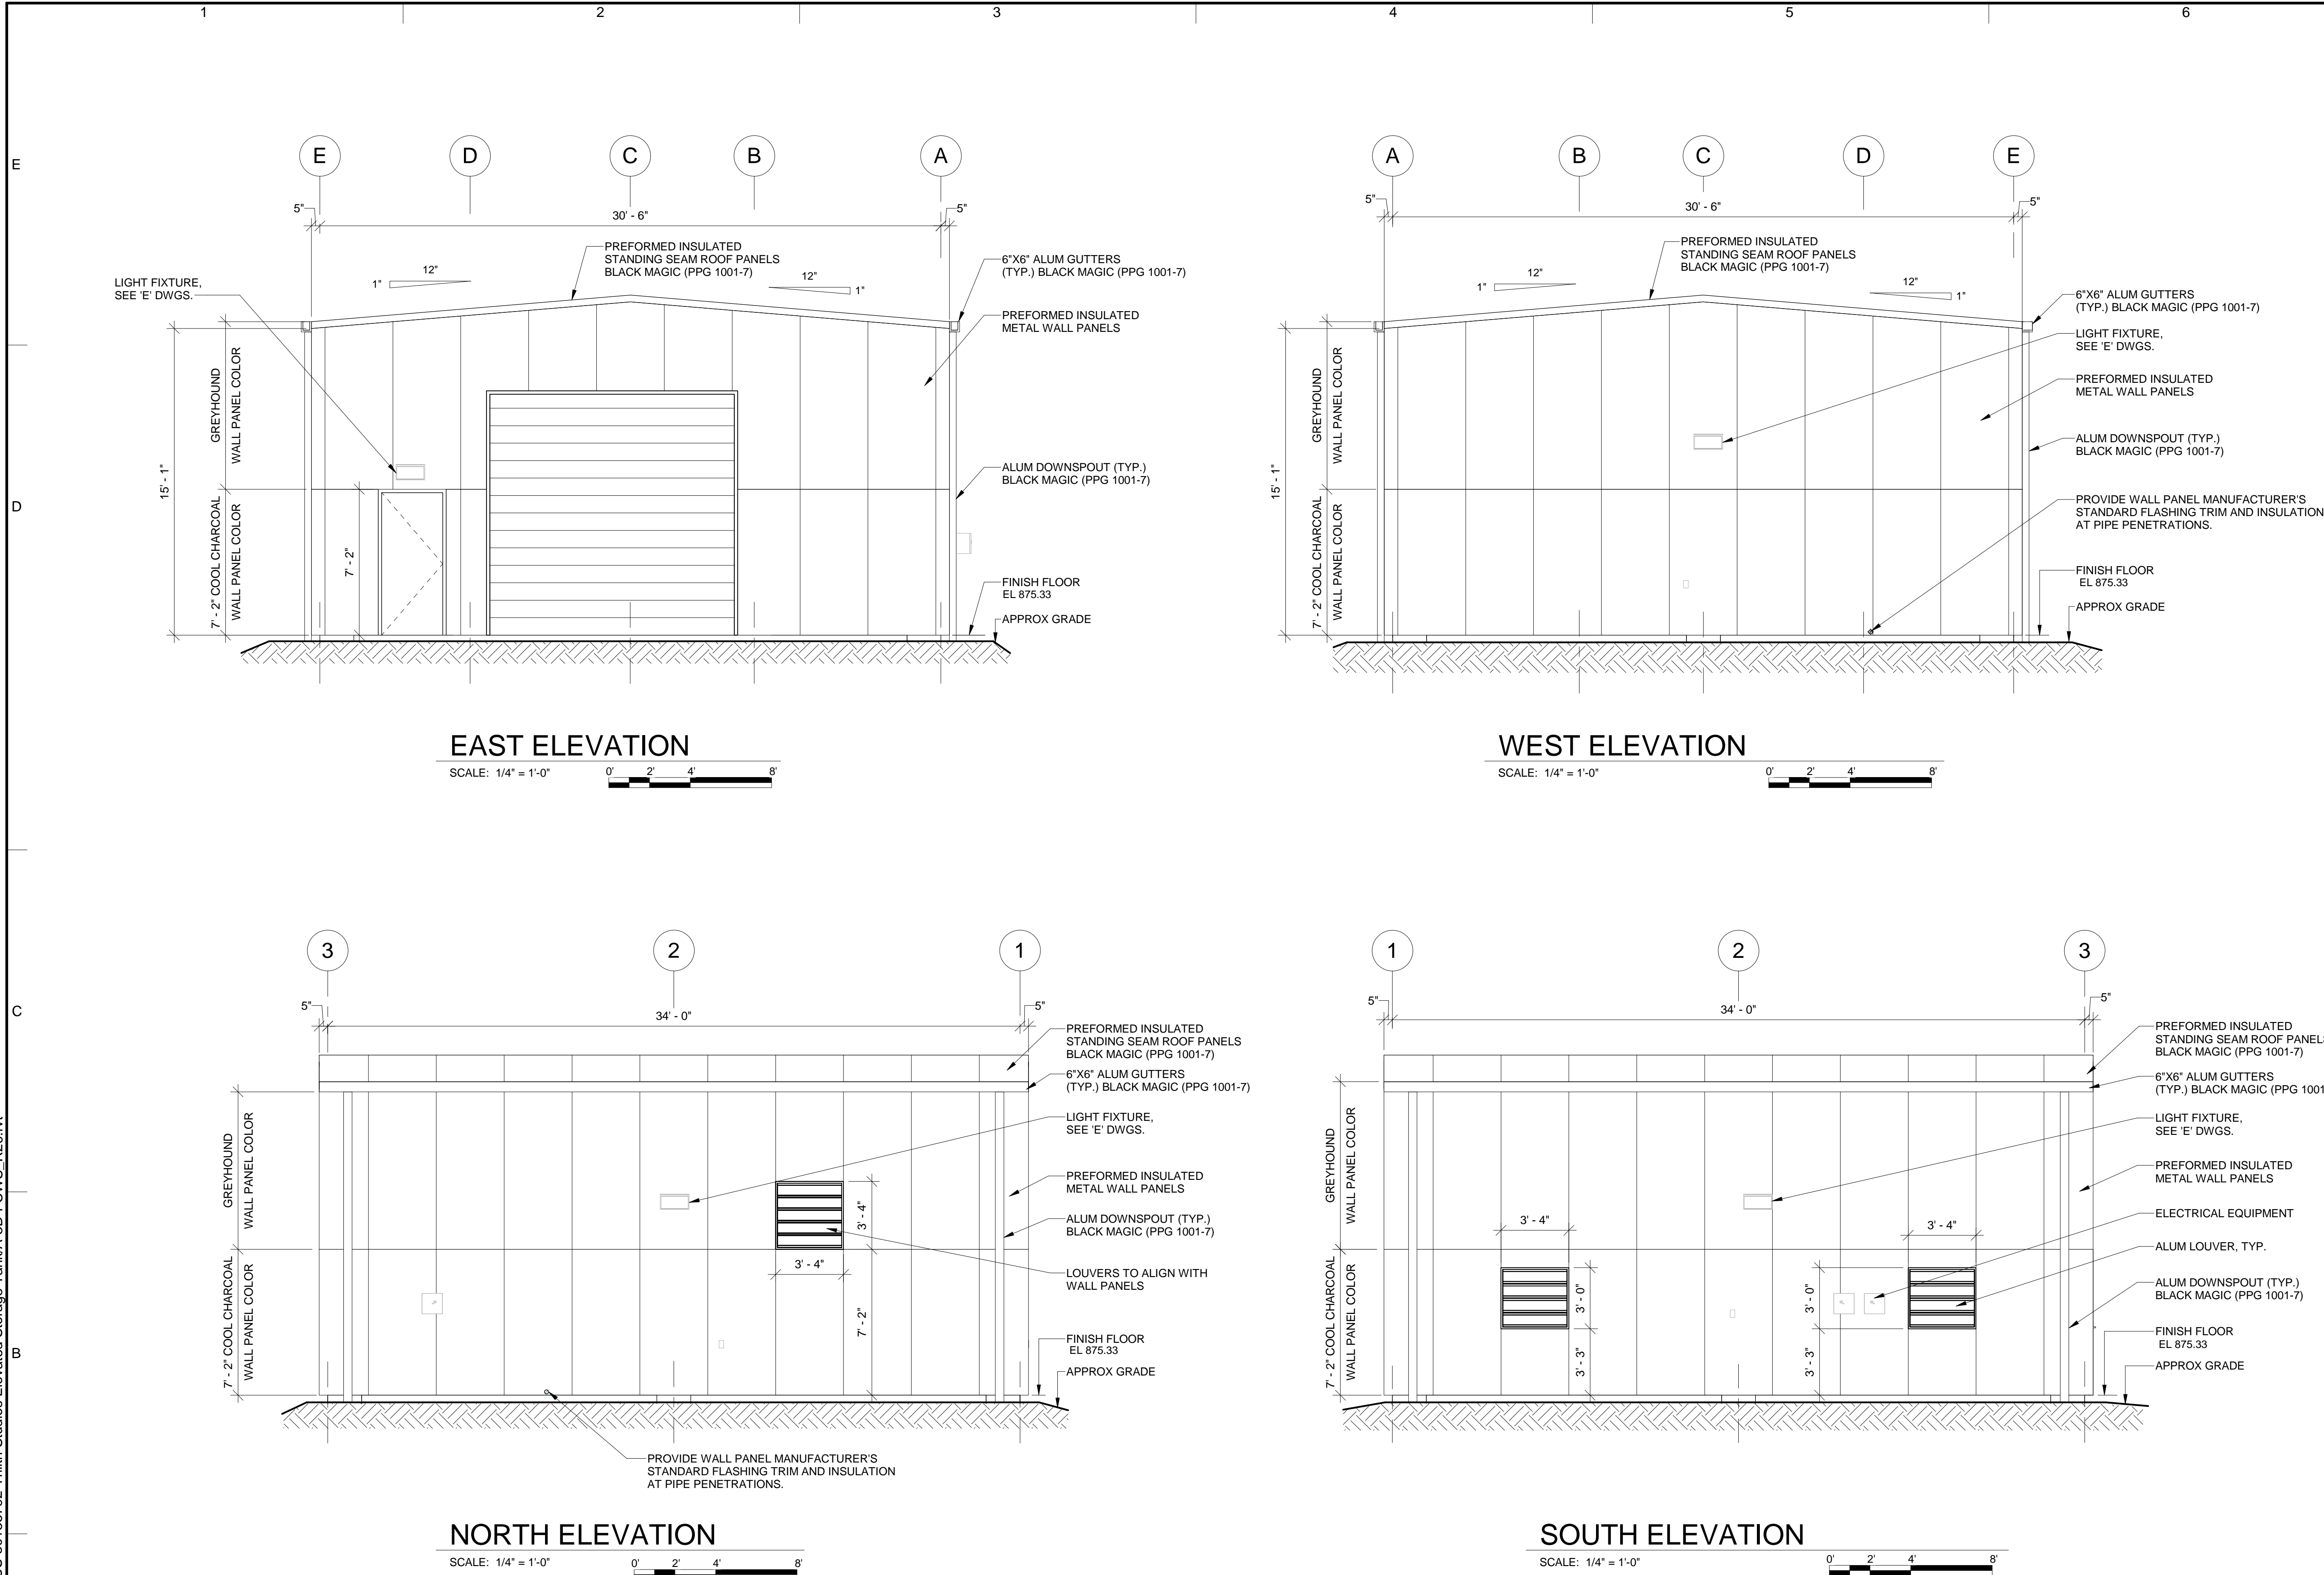 1 2 3 4 5 6
E
D
C
B
E D C B A
5"
30' - 6"
5"
PREFORMED INSULATED
STANDING SEAM ROOF PANELS
BLACK MAGIC (PPG 1001-7)
6"X6" ALUM GUTTERS
(TYP.) BLACK MAGIC (PPG 1001-7)
LIGHT FIXTURE,
SEE 'E' DWGS.
12"
1"
12"
1"
PREFORMED INSULATED
METAL WALL PANELS
GREYHOUND
WALL PANEL COLOR
15' - 1"
ALUM DOWNSPOUT (TYP.)
BLACK MAGIC (PPG 1001-7)
7' - 2" COOL CHARCOAL
WALL PANEL COLOR
7' - 2"
FINISH FLOOR
EL 875.33
APPROX GRADE
EAST ELEVATION
SCALE: 1/4" = 1'-0"
0' 2' 4' 8'
A B C D E
5"
30' - 6"
5"
PREFORMED INSULATED
STANDING SEAM ROOF PANELS
BLACK MAGIC (PPG 1001-7)
12"
1"
12"
1"
6"X6" ALUM GUTTERS
(TYP.) BLACK MAGIC (PPG 1001-7)
LIGHT FIXTURE,
SEE 'E' DWGS.
PREFORMED INSULATED
METAL WALL PANELS
GREYHOUND
WALL PANEL COLOR
15' - 1"
ALUM DOWNSPOUT (TYP.)
BLACK MAGIC (PPG 1001-7)
PROVIDE WALL PANEL MANUFACTURER'S
STANDARD FLASHING TRIM AND INSULATION
AT PIPE PENETRATIONS.
7' - 2" COOL CHARCOAL
WALL PANEL COLOR
FINISH FLOOR
EL 875.33
APPROX GRADE
WEST ELEVATION
SCALE: 1/4" = 1'-0"
0' 2' 4' 8'
3 2 1
5"
34' - 0"
5"
PREFORMED INSULATED
STANDING SEAM ROOF PANELS
BLACK MAGIC (PPG 1001-7)
6"X6" ALUM GUTTERS
(TYP.) BLACK MAGIC (PPG 1001-7)
LIGHT FIXTURE,
SEE 'E' DWGS.
GREYHOUND
WALL PANEL COLOR
PREFORMED INSULATED
METAL WALL PANELS
3' - 4"
ALUM DOWNSPOUT (TYP.)
BLACK MAGIC (PPG 1001-7)
3' - 4"
LOUVERS TO ALIGN WITH
WALL PANELS
7' - 2" COOL CHARCOAL
WALL PANEL COLOR
7' - 2"
FINISH FLOOR
EL 875.33
APPROX GRADE
PROVIDE WALL PANEL MANUFACTURER'S
STANDARD FLASHING TRIM AND INSULATION
AT PIPE PENETRATIONS.
NORTH ELEVATION
SCALE: 1/4" = 1'-0"
0' 2' 4' 8'
1 2 3
5"
34' - 0"
5"
PREFORMED INSULATED
STANDING SEAM ROOF PANELS
BLACK MAGIC (PPG 1001-7)
6"X6" ALUM GUTTERS
(TYP.) BLACK MAGIC (PPG 1001
LIGHT FIXTURE,
SEE 'E' DWGS.
GREYHOUND
WALL PANEL COLOR
PREFORMED INSULATED
METAL WALL PANELS
ELECTRICAL EQUIPMENT
3' - 4"
3' - 4"
ALUM LOUVER, TYP.
ALUM DOWNSPOUT (TYP.)
BLACK MAGIC (PPG 1001-7)
3' - 0"
3' - 0"
7' - 2" COOL CHARCOAL
WALL PANEL COLOR
3' - 3"
3' - 3"
FINISH FLOOR
EL 875.33
APPROX GRADE
SOUTH ELEVATION
SCALE: 1/4" = 1'-0"
0' 2' 4' 8'